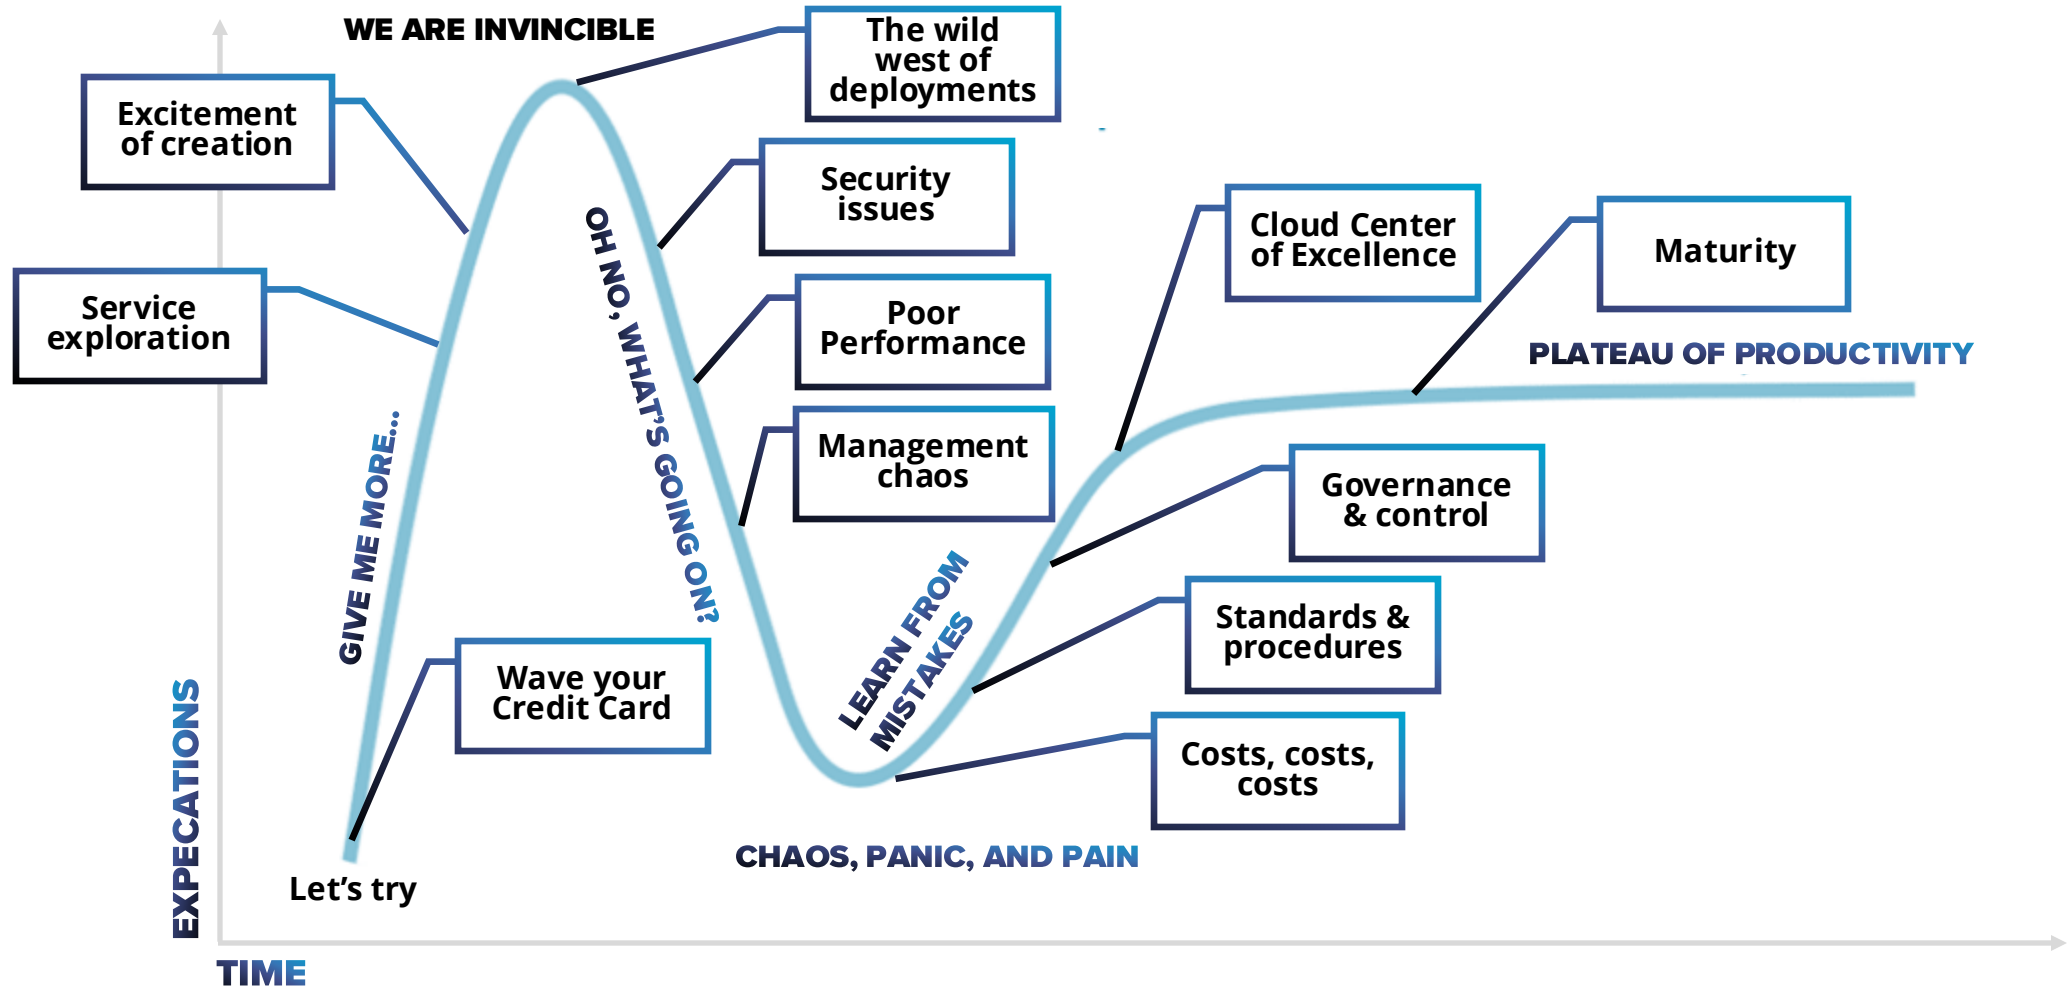 WE ARE INVINCIBLE
The wild
west of
deployments
Excitement
of creation
Security
issues
Cloud Center
of Excellence
Maturity
Service
exploration
Poor
Performance
PLATEAU OF PRODUCTIVITY
GIVE ME MORE...
OH NO, WHAT'S GOING ON?
Management
chaos
Governance
& control
LEARN FROM
MISTAKES
Standards &
procedures
Wave your
Credit Card
Costs, costs,
costs
CHAOS, PANIC, AND PAIN
Let's try
EXPECATIONS
TIME